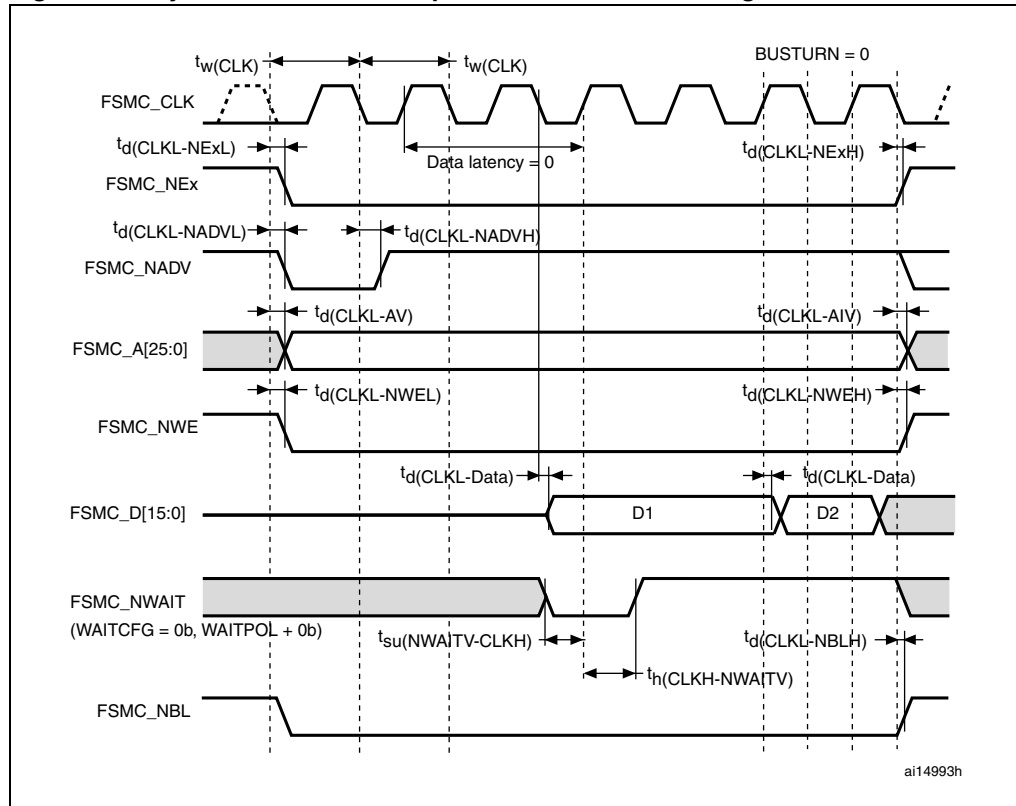 BUSTURN = 0
tw(CLK)
tw(CLK)
FSMC_CLK
td(CLKL-NExL)
Data latency = 0
td(CLKL-NExH)
FSMC_NEx
td(CLKL-NADVL)
td(CLKL-NADVH)
FSMC_NADV
td(CLKL-AV)
td(CLKL-AIV)
FSMC_A[25:0]
td(CLKL-NWEL)
td(CLKL-NWEH)
FSMC_NWE
td(CLKL-Data)
td(CLKL-Data)
FSMC_D[15:0]
D1
D2
FSMC_NWAIT
(WAITCFG = 0b, WAITPOL + 0b)
tsu(NWAITV-CLKH)
td(CLKL-NBLH)
th(CLKH-NWAITV)
FSMC_NBL
ai14993h